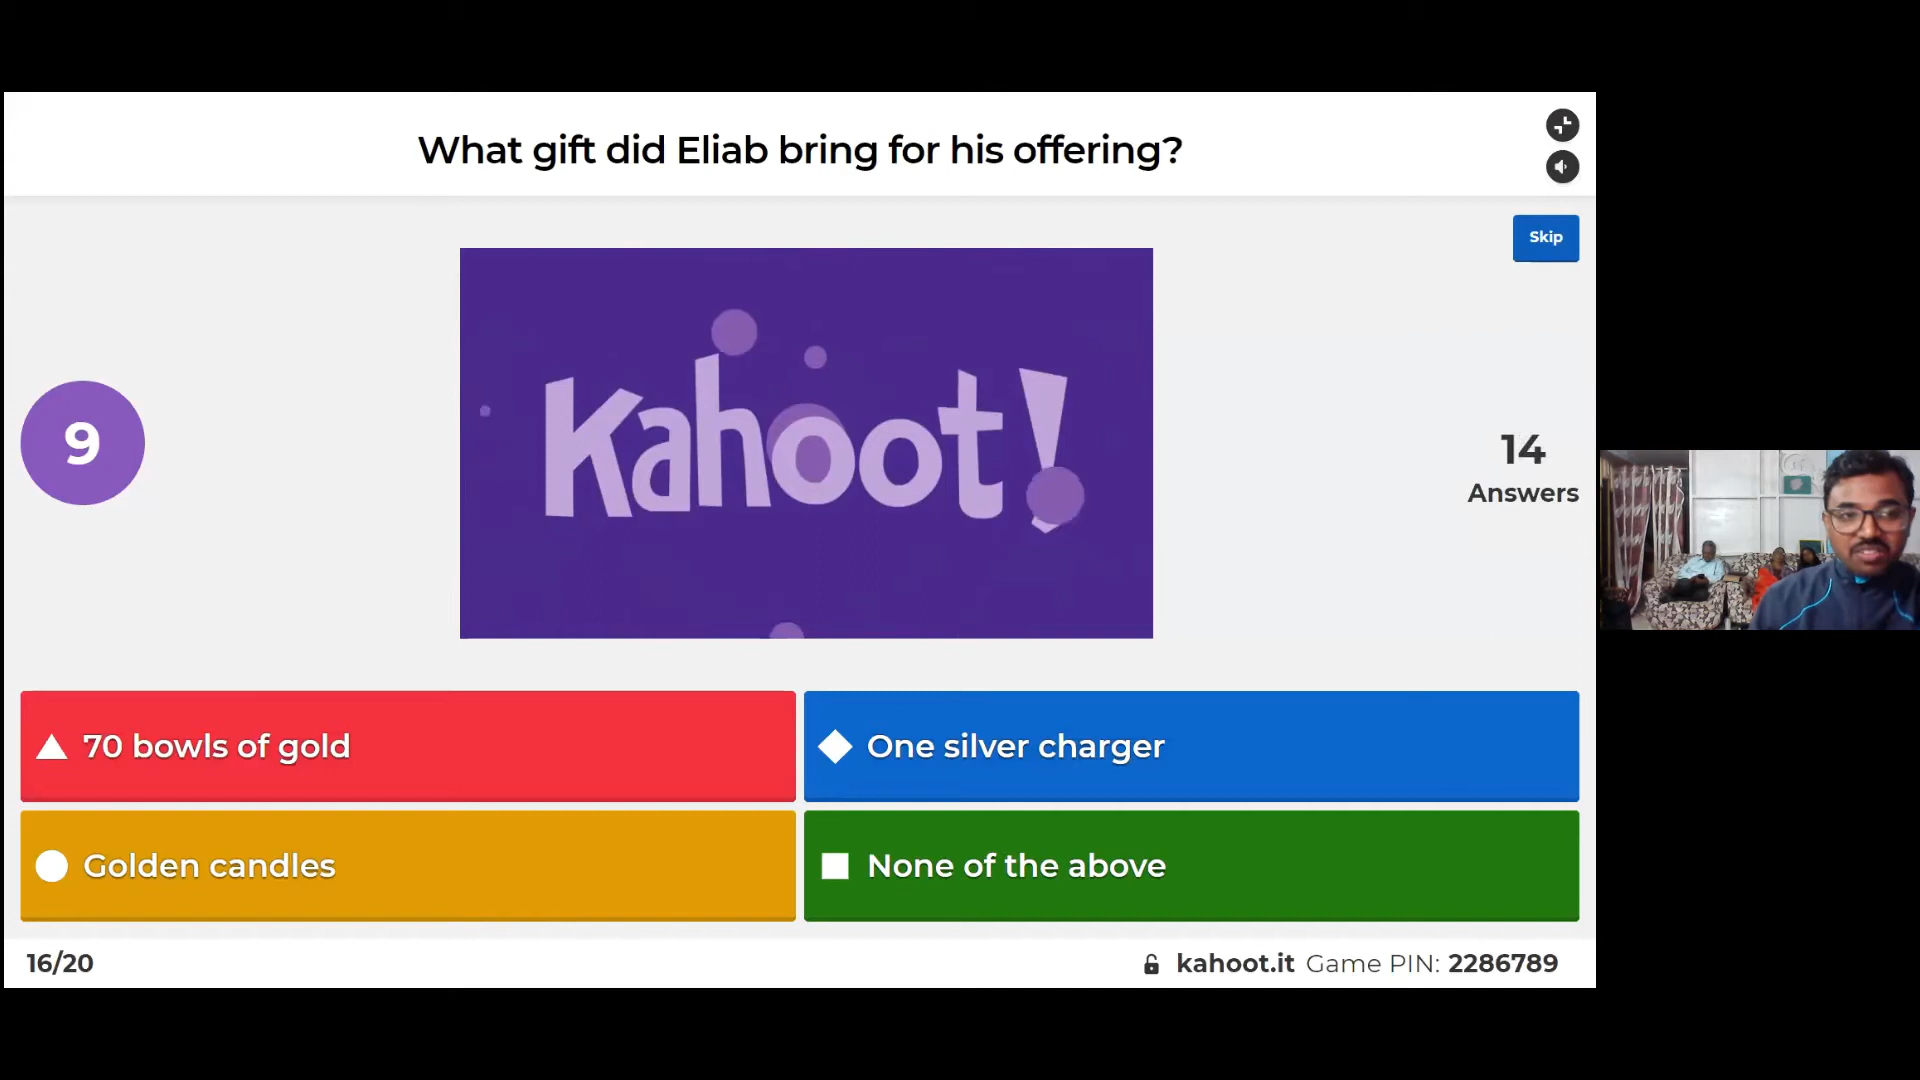 What gift did Eliab bring for his offering?
Skip
9
Kahoot!
14
Answers
70 bowls of gold
One silver charger
Golden candles
None of the above
16/20
kahoot.it Game PIN: 2286789